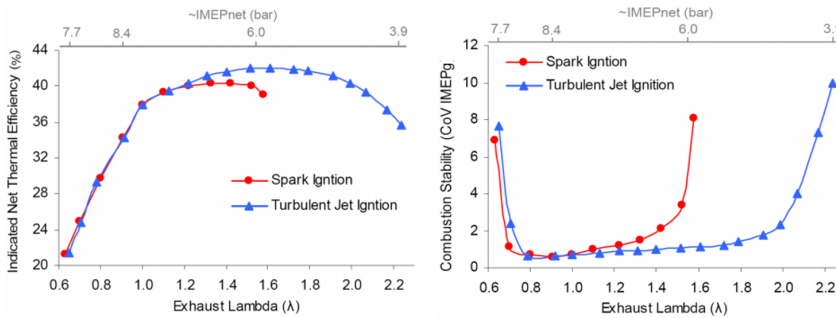 ~IMEPnet (bar)
7.7 8.4 6.0 3.9
44
40
36
32
28
24
20
Indicated Net Thermal Efficiency (%)
Spark Igntion
Turbulent Jet Igntion
0.6 0.8 1.0 1.2 1.4 1.6 1.8 2.0 2.2
Exhaust Lambda (λ)
~IMEPnet (bar)
7.7 8.4 6.0
12
10
8
6
4
2
0
Combustion Stability (CoV IMEPg)
Spark Igntion
Turbulent Jet Ignition
0.6 0.8 1.0 1.2 1.4 1.6 1.8 2.0 2.2
Exhaust Lambda (λ)